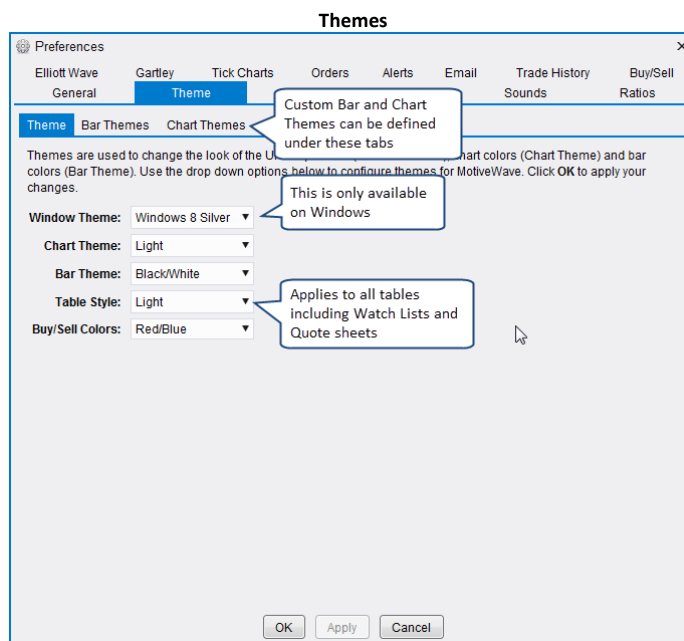 Themes
Preferences
Elliott Wave Gartley Tick Charts Orders Alerts Email Trade History Buy/Sell
General Theme Sounds Ratios
Custom Bar and Chart
Themes can be defined
under these tabs
Theme Bar Themes Chart Themes
Themes are used to change the look of the chart colors (Chart Theme) and bar
colors (Bar Theme). Use the drop down options below to configure themes for MotiveWave. Click OK to apply your
changes.
This is only available
on Windows
Window Theme: Windows 8 Silver
Chart Theme: Light
Bar Theme: Black/White
Table Style: Light
Applies to all tables
including Watch Lists and
Quote sheets
Buy/Sell Colors: Red/Blue
OK Apply Cancel